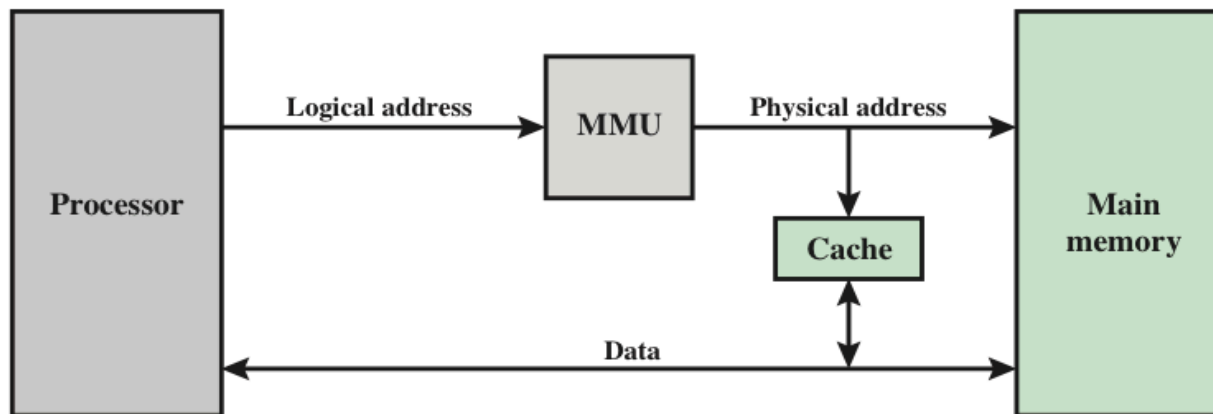 Logical address
MMU
Physical address
Processor
Main
memory
Cache
Data